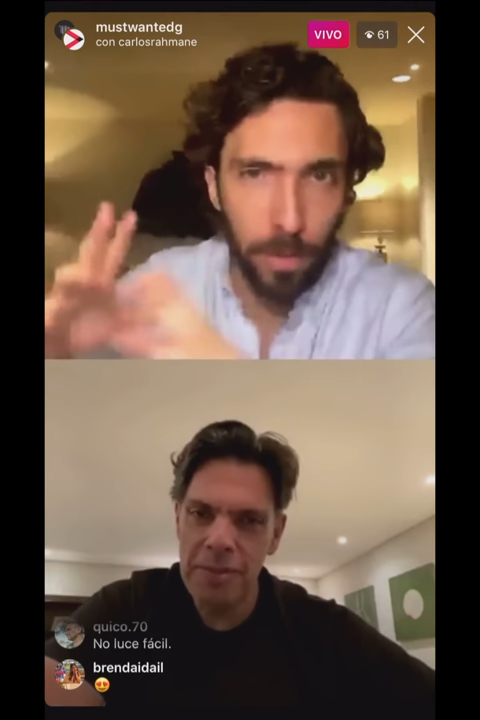 mustwantedg
con carlosrahmane
VIVO
61
quico.70
No luce fácil.
brendaidail
😍